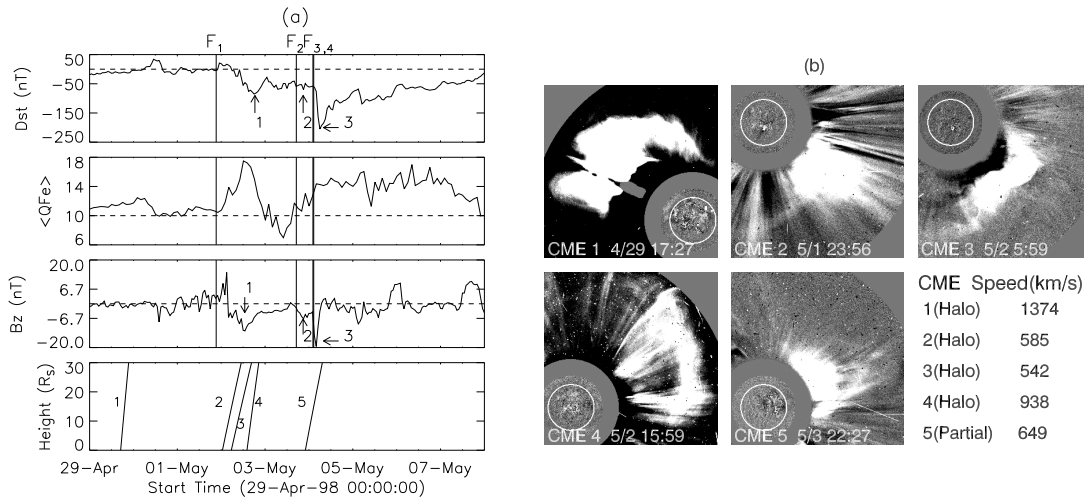 (a)
F1 F2 F3,4
50
−50
−150
−250
Dst (nT)
1
2
3
18
14
10
6
<QFe>
20.0
6.7
−6.7
−20.0
Bz (nT)
1
2
3
30
20
10
0
Height (Rs)
1
2
3
4
5
29−Apr 01−May 03−May 05−May 07−May
Start Time (29−Apr−98 00:00:00)
(b)
CME 1 4/29 17:27
CME 2 5/1 23:56
CME 3 5/2 5:59
CME 4 5/2 15:59
CME 5 5/3 22:27
CME Speed(km/s)
1(Halo) 1374
2(Halo) 585
3(Halo) 542
4(Halo) 938
5(Partial) 649